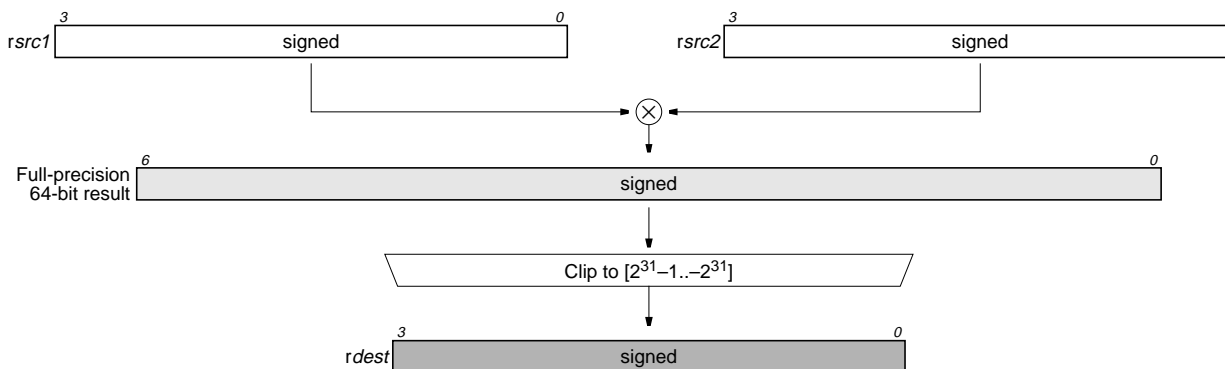 3 0 3
rsrc1 signed rsrc2 signed
6 0
Full-precision
64-bit result signed
Clip to [2³¹–1..–2³¹]
3 0
rdest signed